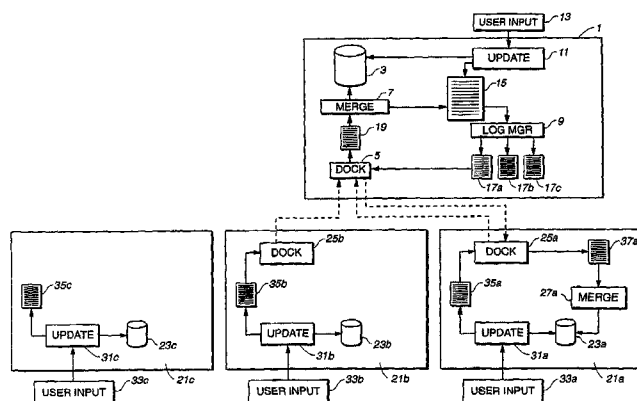 USER INPUT 13
1
UPDATE 11
3
15
MERGE 7
19
LOG MGR 9
5
DOCK
17a 17b 17c
DOCK 25b
DOCK 25a
37a
35c
35b
35a
MERGE
27a
UPDATE
23c
UPDATE
23b
UPDATE
23a
31c
31b
31a
USER INPUT 33c
21c
USER INPUT 33b
21b
USER INPUT 33a
21a